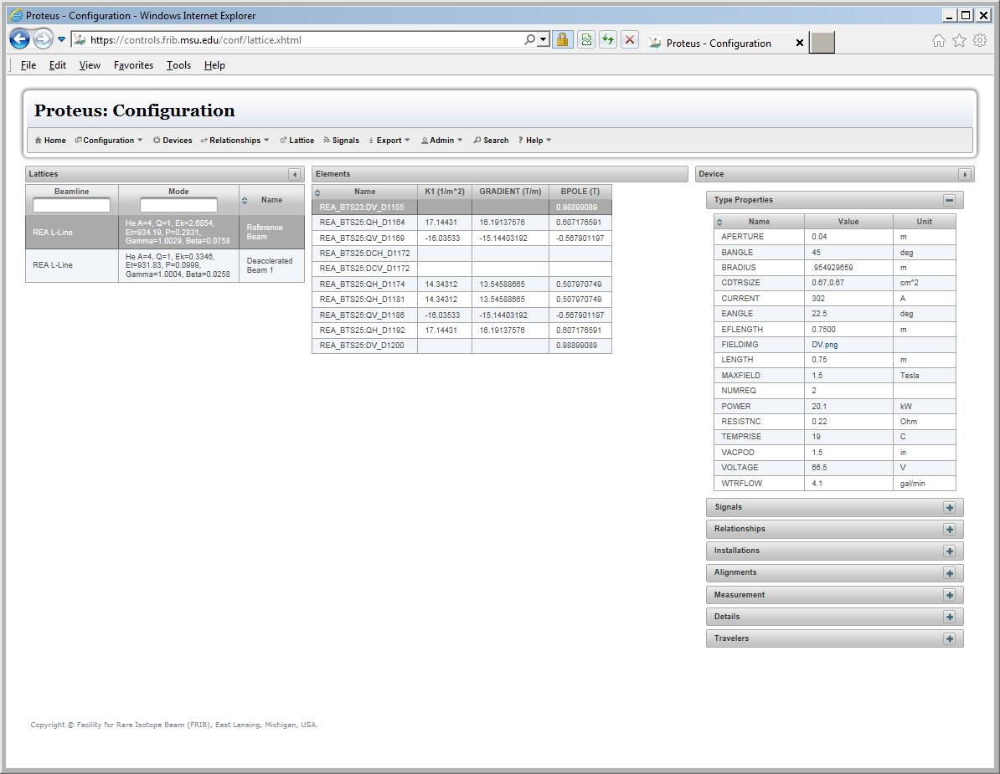 Proteus - Configuration - Windows Internet Explorer
https://controls.frib.msu.edu/conf/lattice.xhtml
Proteus - Configuration
File Edit View Favorites Tools Help
Proteus: Configuration
Home Configuration Devices Relationships Lattice Signals Export Admin Search ? Help
Lattices
Beamline Mode Name
REA L-Line
He A=4, Q=1, Ek=2.6854,
Et=934.19, P=0.2831,
Gamma=1.0029, Beta=0.0758
Reference
Beam
REA L-Line
He A=4, Q=1, Ek=0.3346,
Et=931.83, P=0.0999,
Gamma=1.0004, Beta=0.0258
Deacclerated
Beam 1
Elements
Name K1 (1/m^2) GRADIENT (T/m) BPOLE (T)
REA_BTS23:DV_D1155 0.98899089
REA_BTS25:QH_D1164 17.14431 16.19137576 0.607176591
REA_BTS25:QV_D1169 -16.03533 -15.14403192 -0.567901197
REA_BTS25:DCH_D1172
REA_BTS25:DCV_D1172
REA_BTS25:QH_D1174 14.34312 13.54588665 0.507970749
REA_BTS25:QH_D1181 14.34312 13.54588665 0.507970749
REA_BTS25:QV_D1186 -16.03533 -15.14403192 -0.567901197
REA_BTS25:QH_D1192 17.14431 16.19137576 0.607176591
REA_BTS25:DV_D1200 0.98899089
Device
Type Properties
Name Value Unit
APERTURE 0.04 m
BANGLE 45 deg
BRADIUS .954929659 m
CDTRSIZE 0.67,0.67 cm^2
CURRENT 302 A
EANGLE 22.5 deg
EFLENGTH 0.7500 m
FIELDIMG DV.png
LENGTH 0.75 m
MAXFIELD 1.5 Tesla
NUMREQ 2
POWER 20.1 kW
RESISTNC 0.22 Ohm
TEMPRISE 19 C
VACPOD 1.5 in
VOLTAGE 66.5 V
WTRFLOW 4.1 gal/min
Signals
Relationships
Installations
Alignments
Measurement
Details
Travelers
Copyright © Facility for Rare Isotope Beam (FRIB), East Lansing, Michigan, USA.